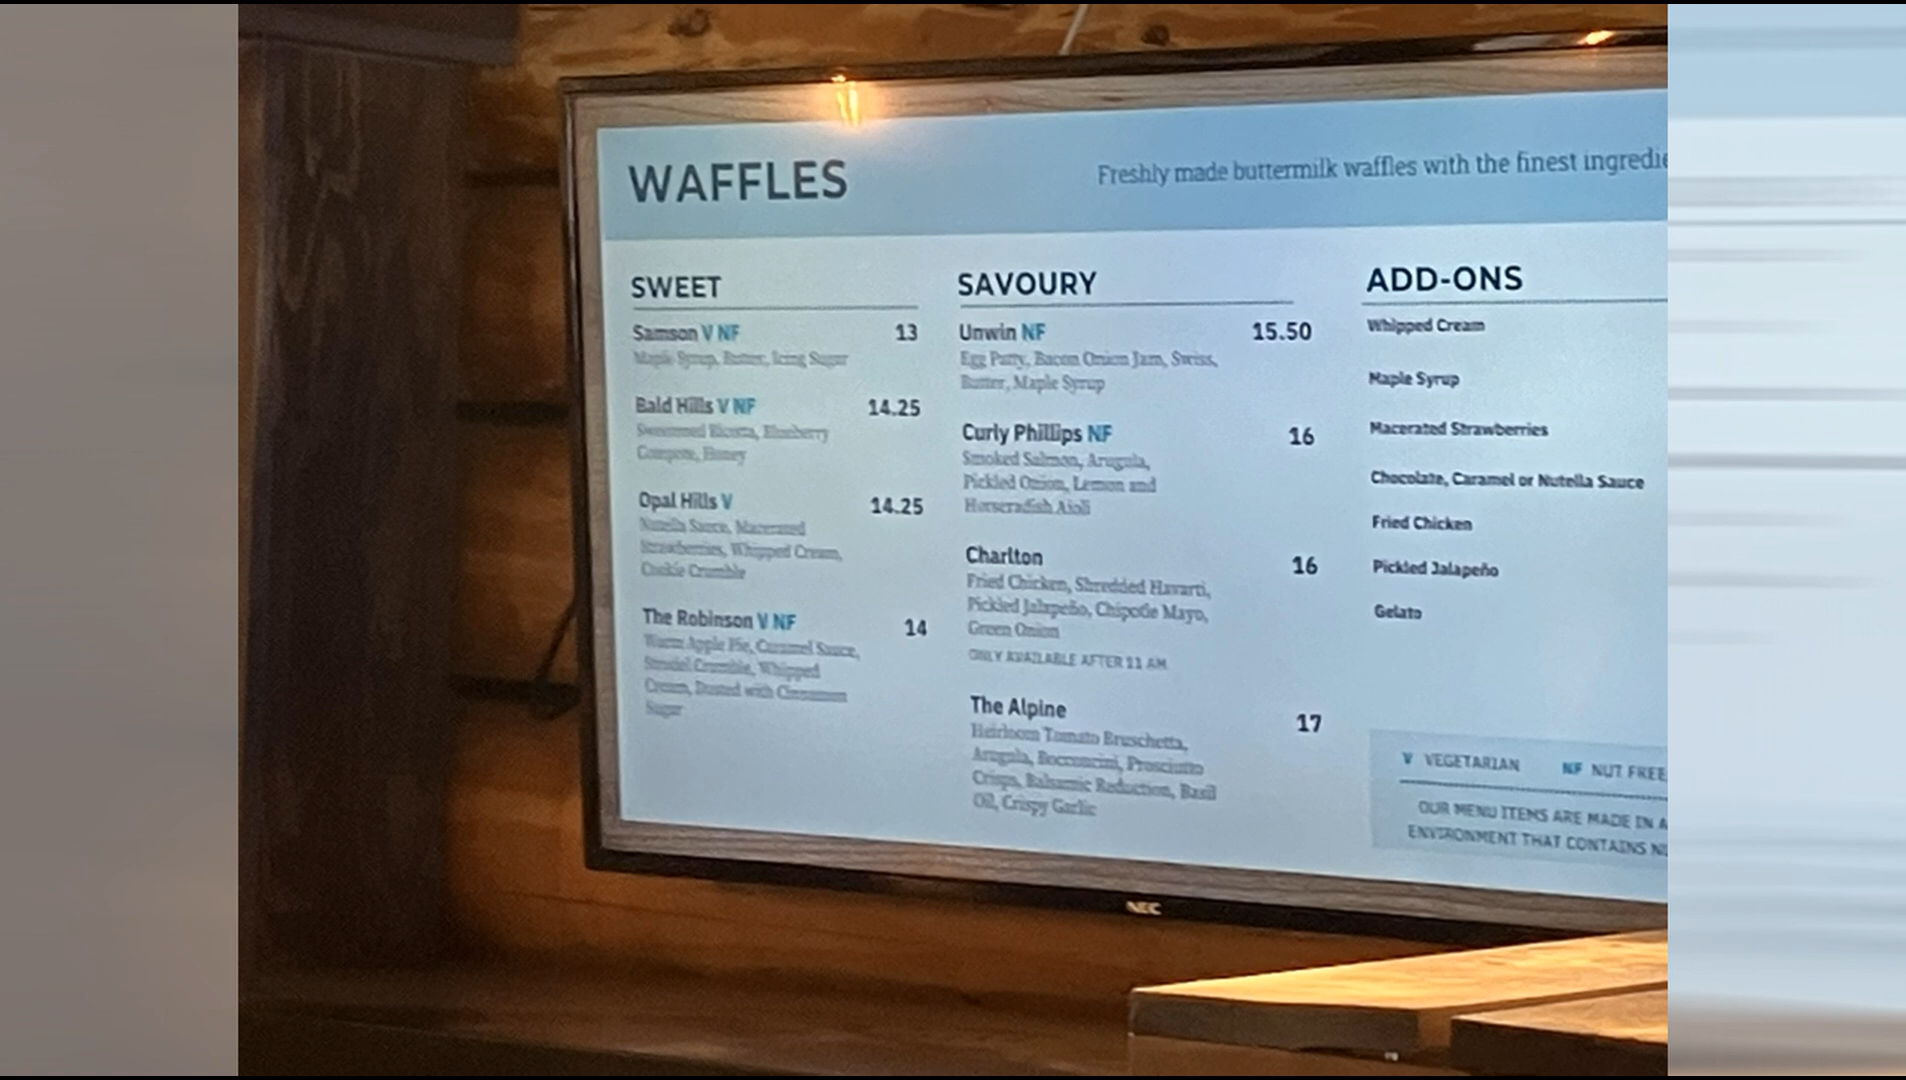 WAFFLES
Freshly made buttermilk waffles with the finest
SWEET
Samson V NF 13
Maple Syrup, Butter, Icing Sugar
Bald Hills V NF 14.25
Sweetened Ricotta, Blueberry
Compote, Honey
Opal Hills V 14.25
Nutella Sauce, Macerated
Strawberries, Whipped Cream,
Cookie Crumble
The Robinson V NF 14
Warm Apple Pie, Caramel Sauce,
Streusel Crumble, Whipped
Cream, Dusted with Cinnamon
Sugar
SAVOURY
Unwin NF 15.50
Egg Patty, Bacon Onion Jam, Swiss,
Butter, Maple Syrup
Curly Phillips NF 16
Smoked Salmon, Arugula,
Pickled Onion, Lemon and
Horseradish Aioli
Charlton 16
Fried Chicken, Shredded Havarti,
Pickled Jalapeño, Chipotle Mayo,
Green Onion
ONLY AVAILABLE AFTER 11 AM
The Alpine 17
Heirloom Tomato Bruschetta,
Arugula, Bocconcini, Prosciutto
Crisps, Balsamic Reduction, Basil
Oil, Crispy Garlic
ADD-ONS
Whipped Cream
Maple Syrup
Macerated Strawberries
Chocolate, Caramel or Nutella Sauce
Fried Chicken
Pickled Jalapeño
Gelato
V VEGETARIAN NF NUT FREE
OUR MENU ITEMS ARE MADE IN A
ENVIRONMENT THAT CONTAINS
NEC